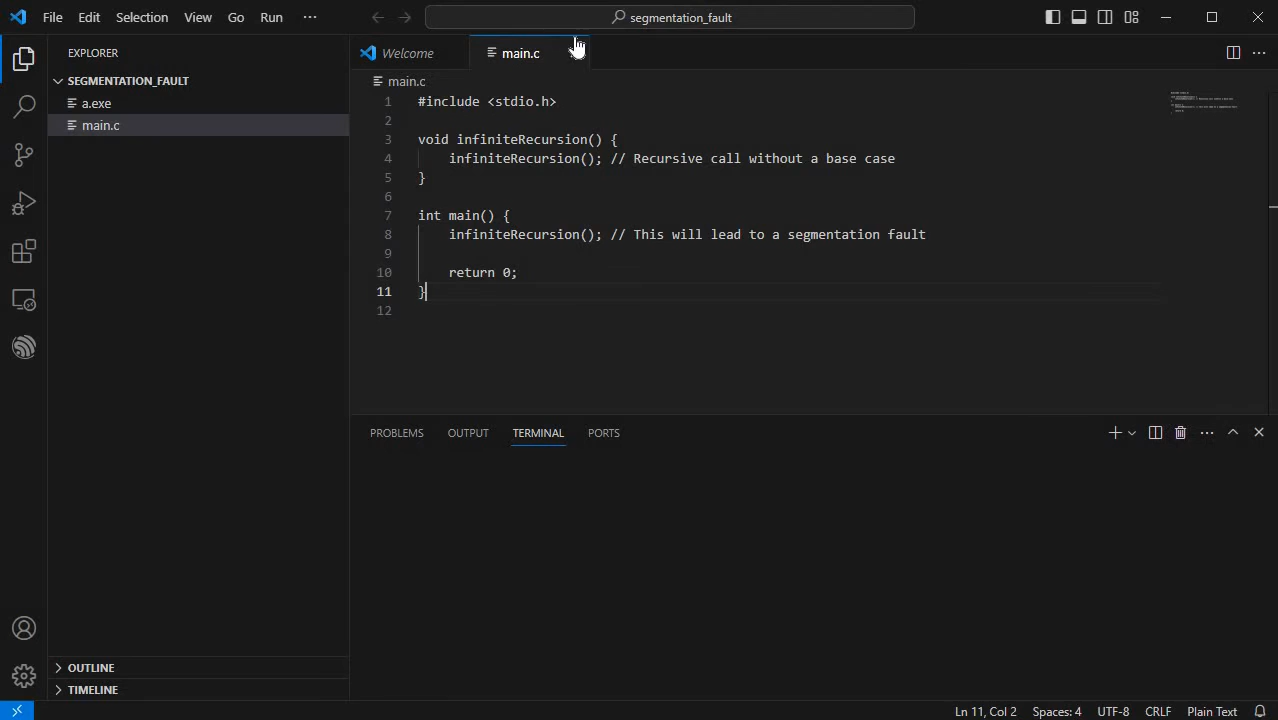 File Edit Selection View Go Run ···
segmentation_fault
EXPLORER
SEGMENTATION_FAULT
a.exe
main.c
OUTLINE
TIMELINE
Welcome
main.c
main.c
1 #include <stdio.h>
2
3 void infiniteRecursion() {
4 infiniteRecursion(); // Recursive call without a base case
5 }
6
7 int main() {
8 infiniteRecursion(); // This will lead to a segmentation fault
9
10 return 0;
11 }
12
PROBLEMS OUTPUT TERMINAL PORTS
Ln 11, Col 2 Spaces: 4 UTF-8 CRLF Plain Text